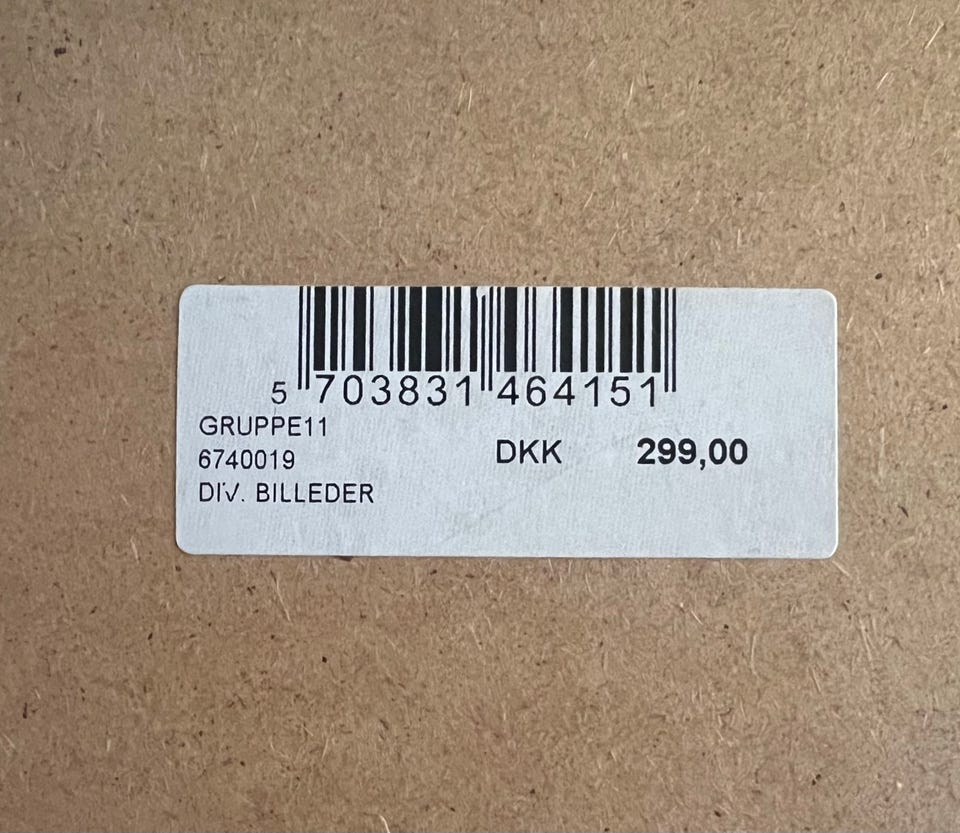 5 703831 464151
GRUPPE11
6740019 DKK 299,00
DIV. BILLEDER